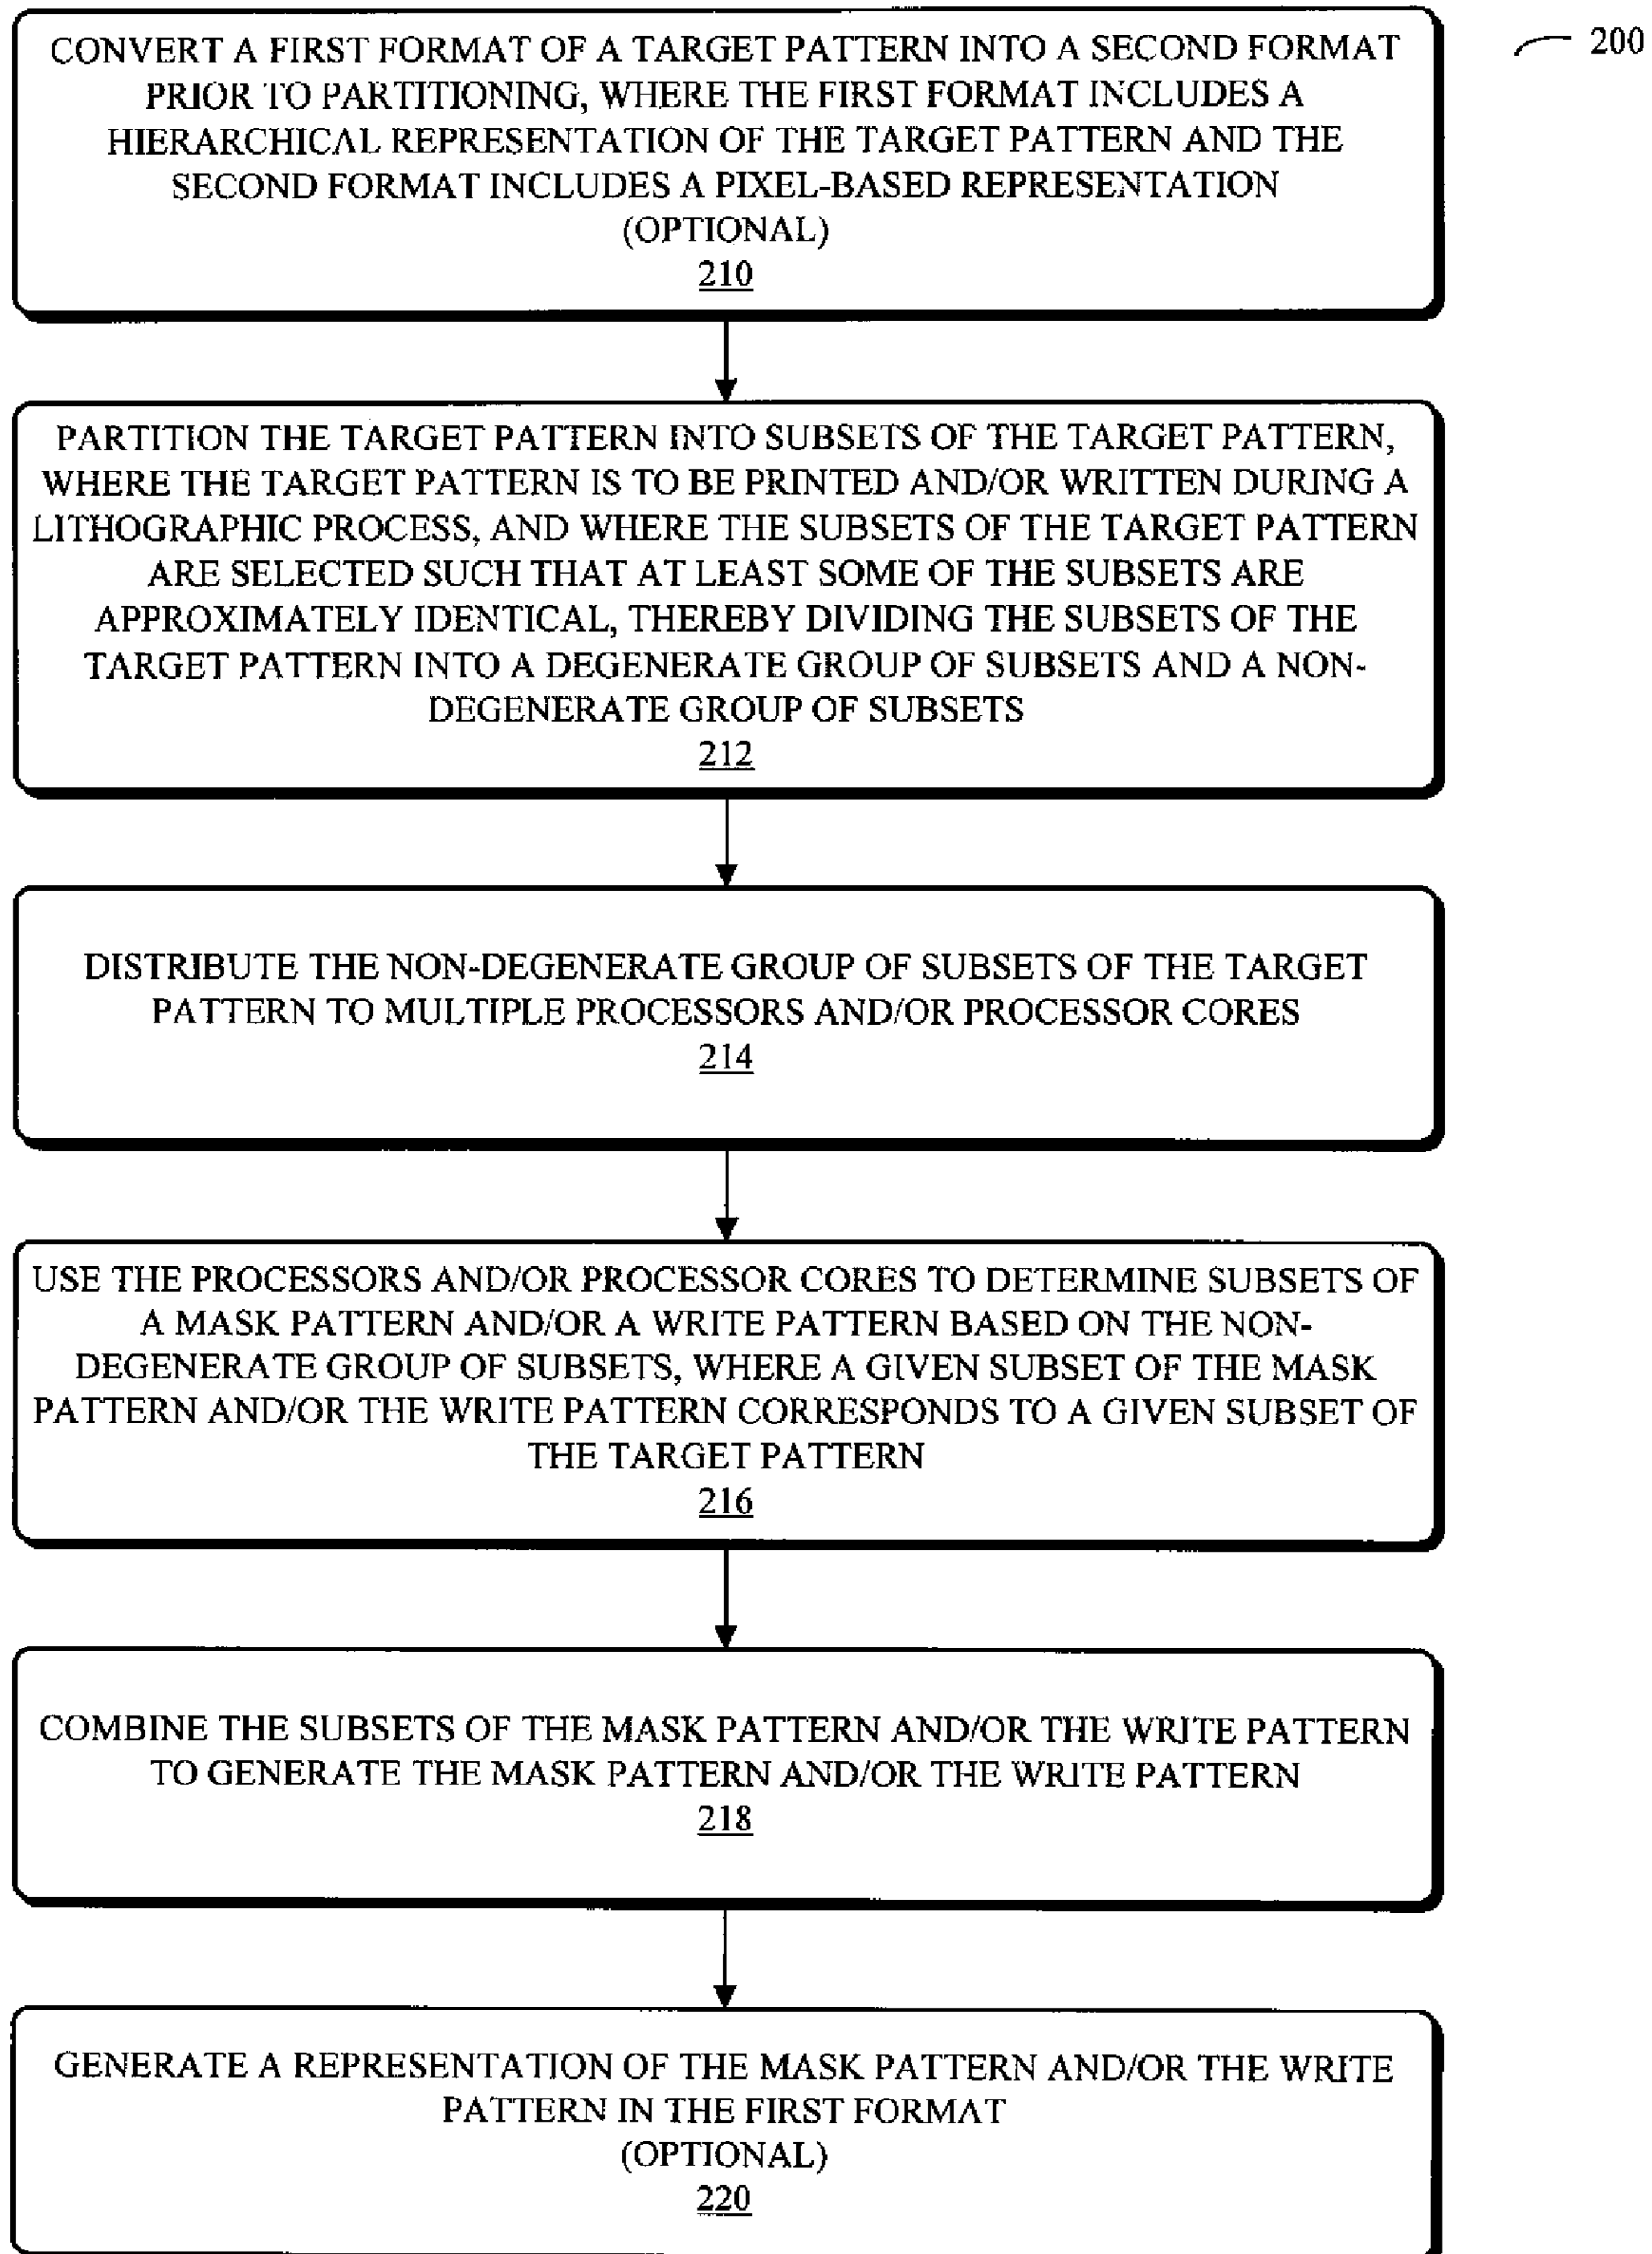 200
CONVERT A FIRST FORMAT OF A TARGET PATTERN INTO A SECOND FORMAT
PRIOR TO PARTITIONING, WHERE THE FIRST FORMAT INCLUDES A
HIERARCHICAL REPRESENTATION OF THE TARGET PATTERN AND THE
SECOND FORMAT INCLUDES A PIXEL-BASED REPRESENTATION
(OPTIONAL)
210
PARTITION THE TARGET PATTERN INTO SUBSETS OF THE TARGET PATTERN,
WHERE THE TARGET PATTERN IS TO BE PRINTED AND/OR WRITTEN DURING A
LITHOGRAPHIC PROCESS, AND WHERE THE SUBSETS OF THE TARGET PATTERN
ARE SELECTED SUCH THAT AT LEAST SOME OF THE SUBSETS ARE
APPROXIMATELY IDENTICAL, THEREBY DIVIDING THE SUBSETS OF THE
TARGET PATTERN INTO A DEGENERATE GROUP OF SUBSETS AND A NON-
DEGENERATE GROUP OF SUBSETS
212
DISTRIBUTE THE NON-DEGENERATE GROUP OF SUBSETS OF THE TARGET
PATTERN TO MULTIPLE PROCESSORS AND/OR PROCESSOR CORES
214
USE THE PROCESSORS AND/OR PROCESSOR CORES TO DETERMINE SUBSETS OF
A MASK PATTERN AND/OR A WRITE PATTERN BASED ON THE NON-
DEGENERATE GROUP OF SUBSETS, WHERE A GIVEN SUBSET OF THE MASK
PATTERN AND/OR THE WRITE PATTERN CORRESPONDS TO A GIVEN SUBSET OF
THE TARGET PATTERN
216
COMBINE THE SUBSETS OF THE MASK PATTERN AND/OR THE WRITE PATTERN
TO GENERATE THE MASK PATTERN AND/OR THE WRITE PATTERN
218
GENERATE A REPRESENTATION OF THE MASK PATTERN AND/OR THE WRITE
PATTERN IN THE FIRST FORMAT
(OPTIONAL)
220